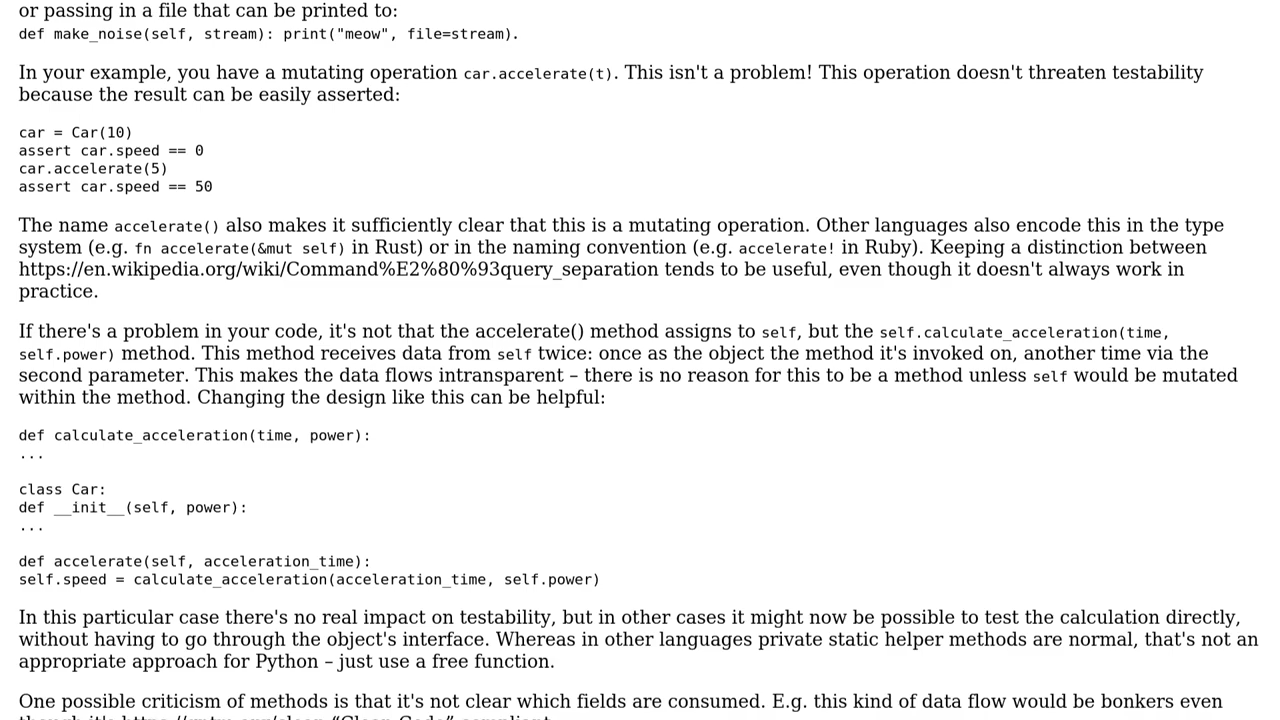 or passing in a file that can be printed to:
def make_noise(self, stream): print("meow", file=stream).
In your example, you have a mutating operation car.accelerate(t). This isn't a problem! This operation doesn't threaten testability
because the result can be easily asserted:
car = Car(10)
assert car.speed == 0
car.accelerate(5)
assert car.speed == 50
The name accelerate() also makes it sufficiently clear that this is a mutating operation. Other languages also encode this in the type
system (e.g. fn accelerate(&mut self) in Rust) or in the naming convention (e.g. accelerate! in Ruby). Keeping a distinction between
https://en.wikipedia.org/wiki/Command%E2%80%93query_separation tends to be useful, even though it doesn't always work in
practice.
If there's a problem in your code, it's not that the accelerate() method assigns to self, but the self.calculate_acceleration(time,
self.power) method. This method receives data from self twice: once as the object the method it's invoked on, another time via the
second parameter. This makes the data flows intransparent – there is no reason for this to be a method unless self would be mutated
within the method. Changing the design like this can be helpful:
def calculate_acceleration(time, power):
...
class Car:
def __init__(self, power):
...
def accelerate(self, acceleration_time):
self.speed = calculate_acceleration(acceleration_time, self.power)
In this particular case there's no real impact on testability, but in other cases it might now be possible to test the calculation directly,
without having to go through the object's interface. Whereas in other languages private static helper methods are normal, that's not an
appropriate approach for Python – just use a free function.
One possible criticism of methods is that it's not clear which fields are consumed. E.g. this kind of data flow would be bonkers even
though it's “Clean Code” compliant